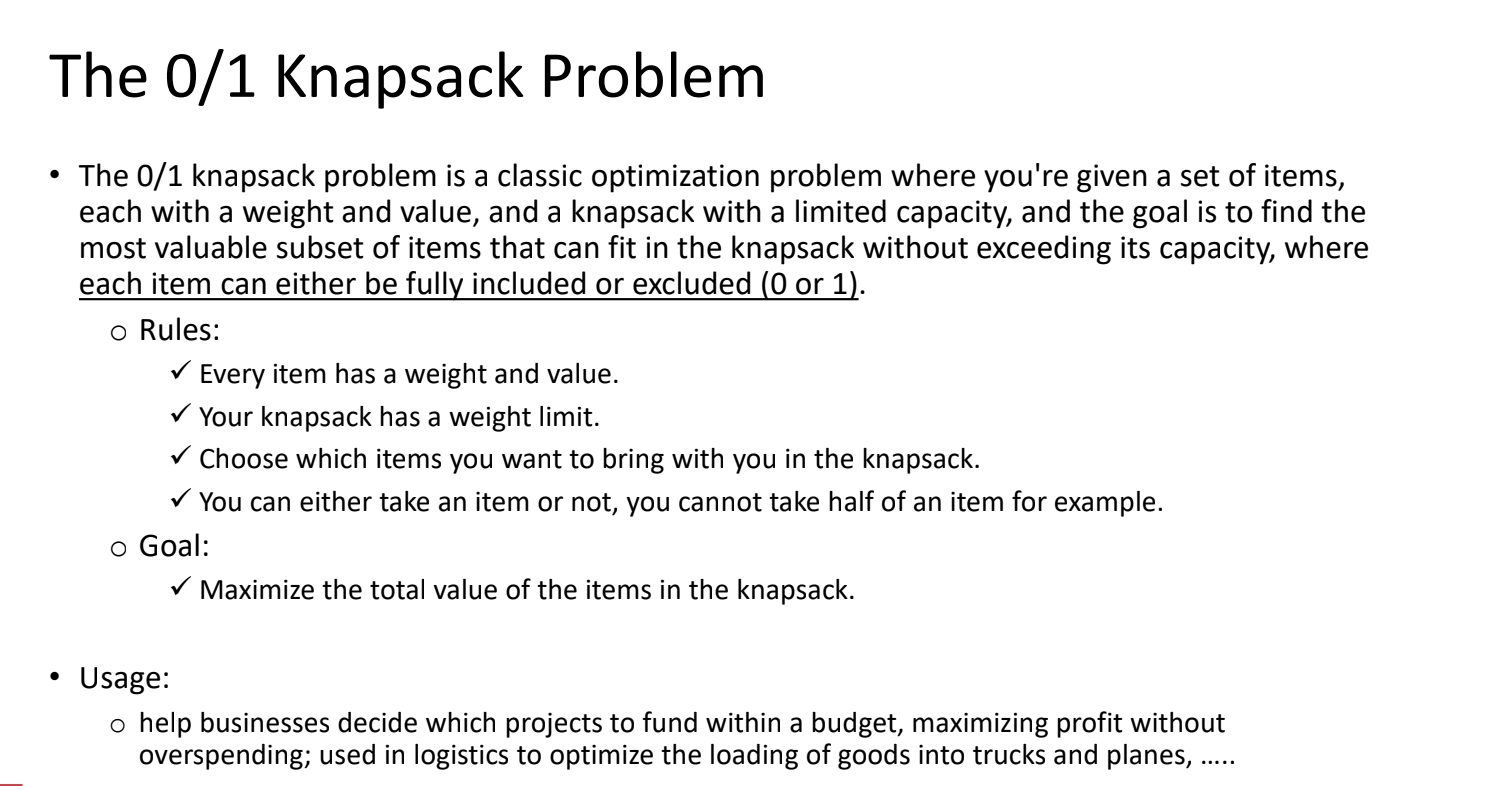 The 0/1 Knapsack Problem
• The 0/1 knapsack problem is a classic optimization problem where you're given a set of items,
each with a weight and value, and a knapsack with a limited capacity, and the goal is to find the
most valuable subset of items that can fit in the knapsack without exceeding its capacity, where
each item can either be fully included or excluded (0 or 1).
o Rules:
✓ Every item has a weight and value.
✓ Your knapsack has a weight limit.
✓ Choose which items you want to bring with you in the knapsack.
✓ You can either take an item or not, you cannot take half of an item for example.
o Goal:
✓ Maximize the total value of the items in the knapsack.
• Usage:
o help businesses decide which projects to fund within a budget, maximizing profit without
overspending; used in logistics to optimize the loading of goods into trucks and planes, …..